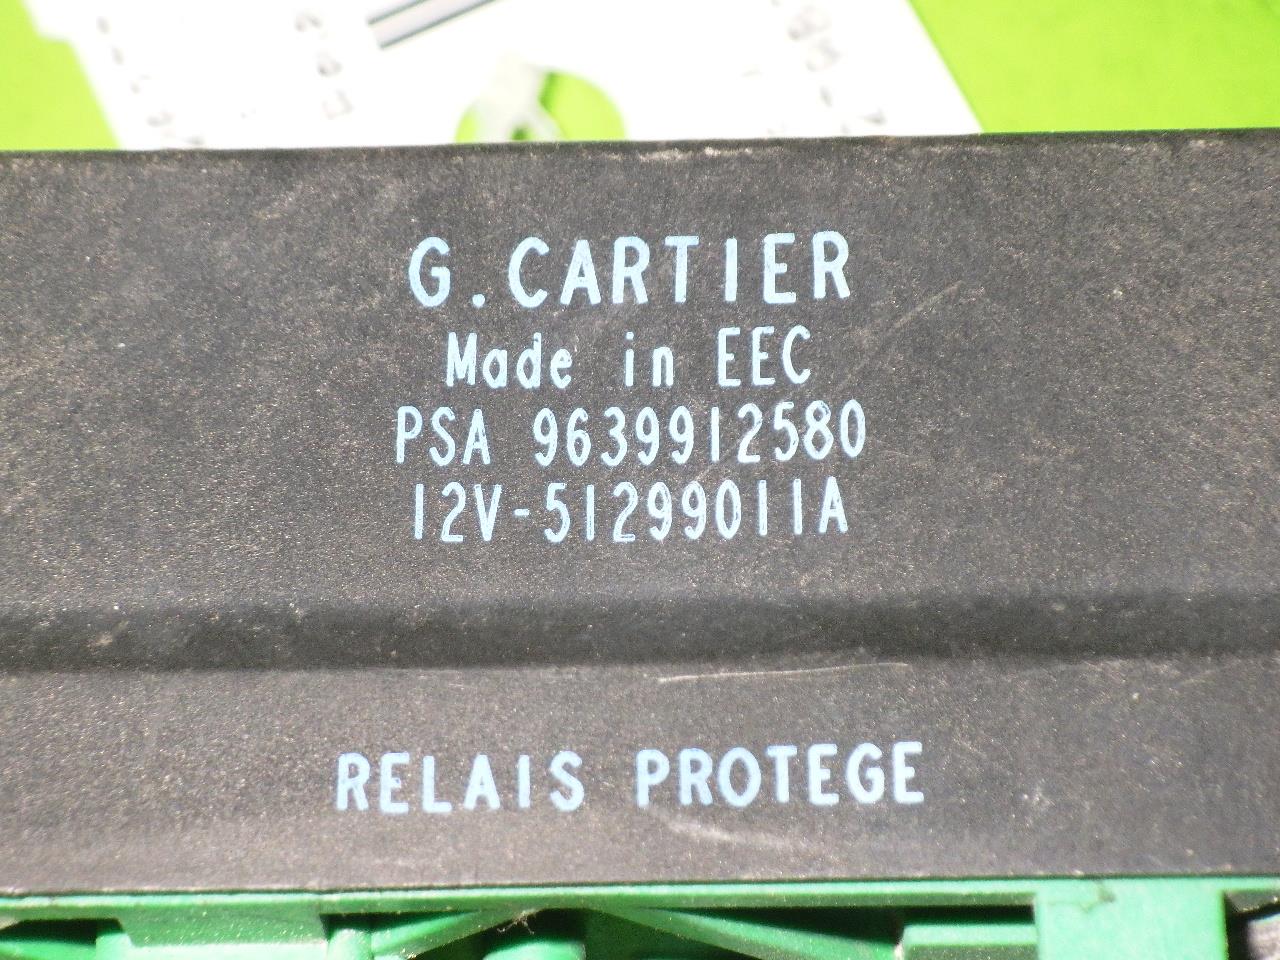 G. CARTIER
Made in EEC
PSA 9639912580
12V-51299011A
RELAIS PROTEGE